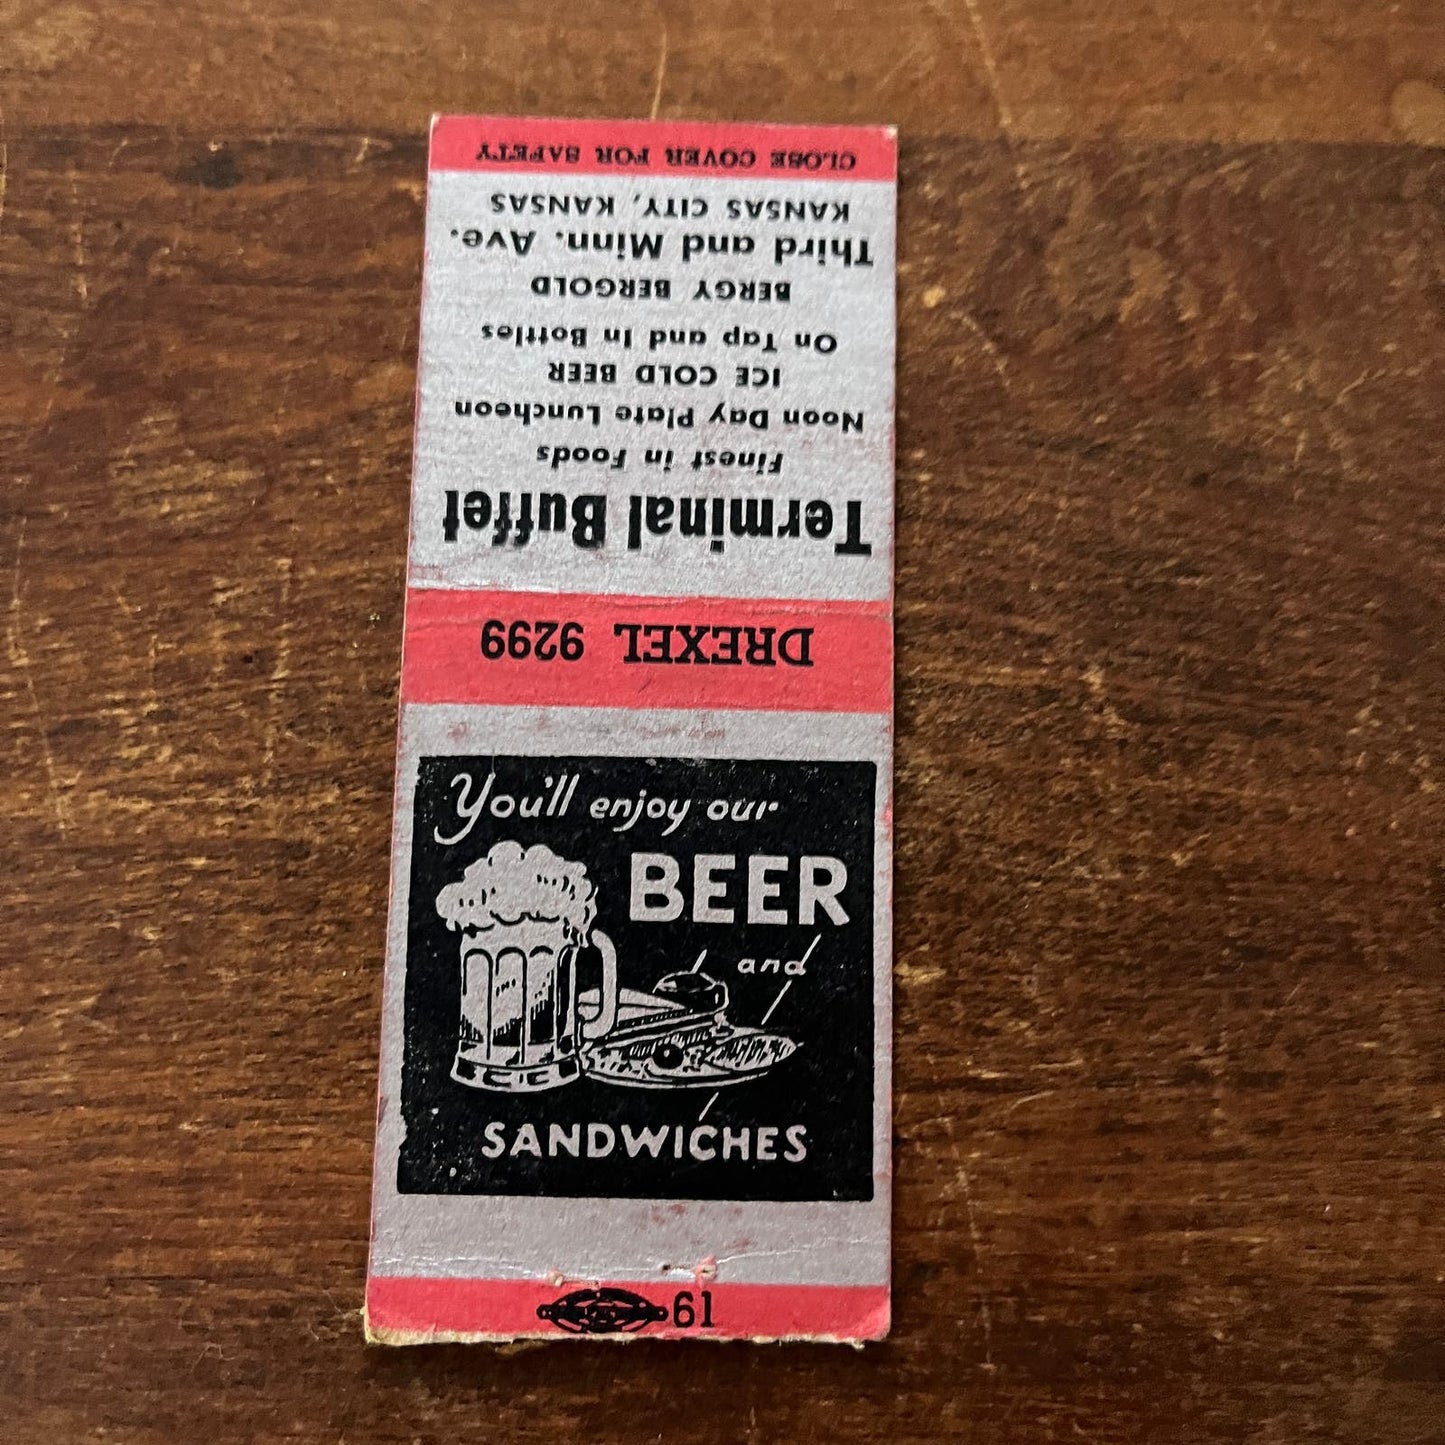 You'll enjoy our
BEER
and
SANDWICHES
61
DREXEL 9299
Terminal Buffet
Finest in Foods
Noon Day Plate Luncheon
ICE COLD BEER
On Tap and In Bottles
BERGY BERGOLD
Third and Minn. Ave.
KANSAS CITY, KANSAS
CLOSE COVER FOR SAFETY